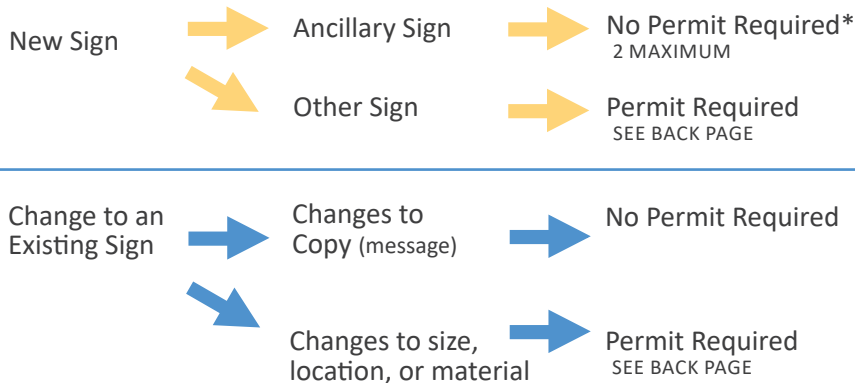 New Sign
Ancillary Sign
No Permit Required*
2 MAXIMUM
Other Sign
Permit Required
SEE BACK PAGE
Change to an
Existing Sign
Changes to
Copy (message)
No Permit Required
Changes to size,
location, or material
Permit Required
SEE BACK PAGE